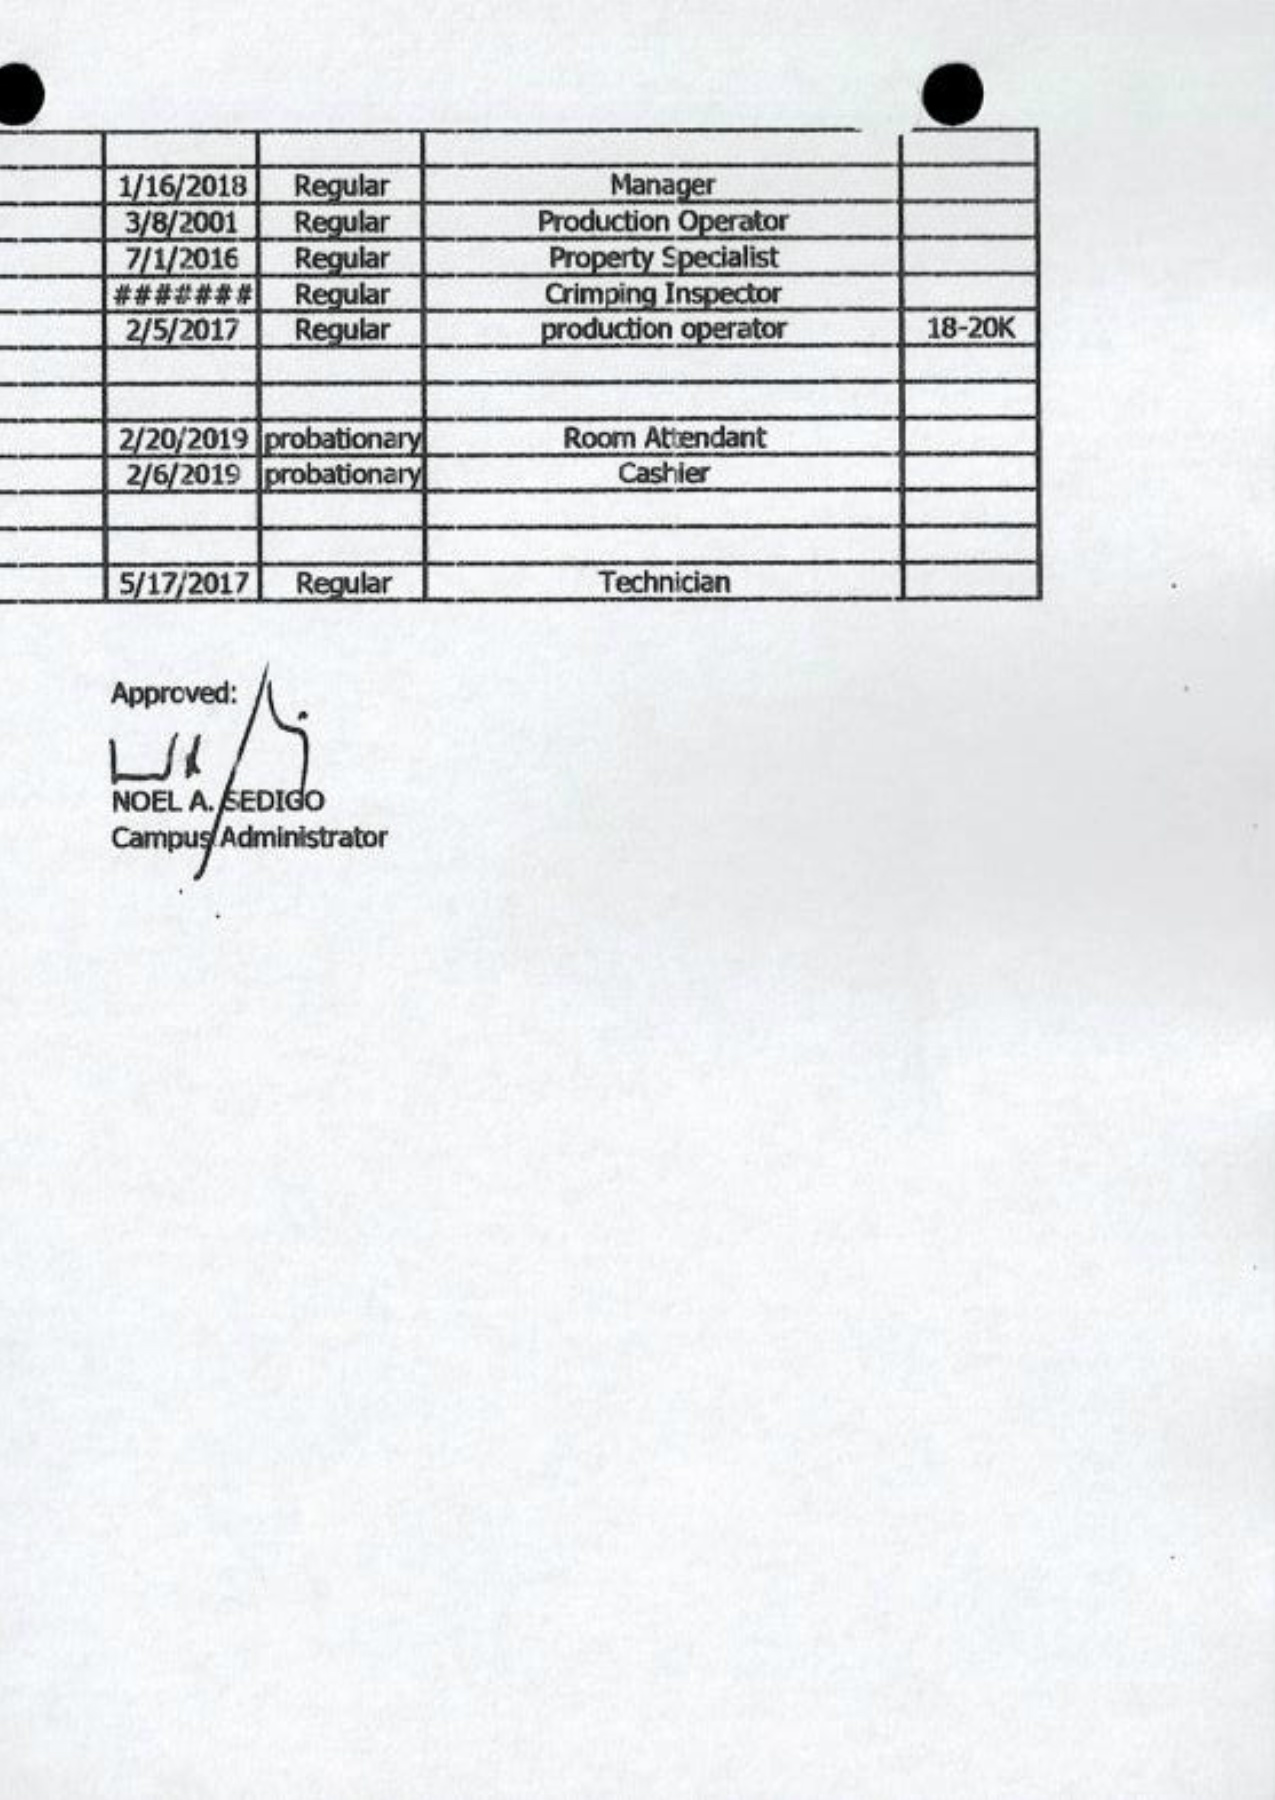 1/16/2018 Regular Manager
3/8/2001 Regular Production Operator
7/1/2016 Regular Property Specialist
####### Regular Crimping Inspector
2/5/2017 Regular production operator 18-20K
2/20/2019 probationary Room Attendant
2/6/2019 probationary Cashier
5/17/2017 Regular Technician
Approved:
NOEL A. SEDIGO
Campus Administrator